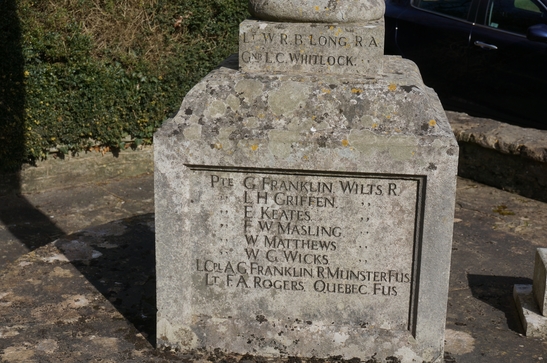 LT W.R.B. LONG. R.A.
GNR L.C. WHITLOCK. " "
PTE G FRANKLIN WILTS R
" L H GRIFFEN " "
" E KEATES " "
" F W MASLING " "
" W MATTHEWS " "
" W G WICKS " "
L.CPL A G FRANKLIN R. MUNSTER FUS
LT. F.A. ROGERS. QUEBEC. FUS